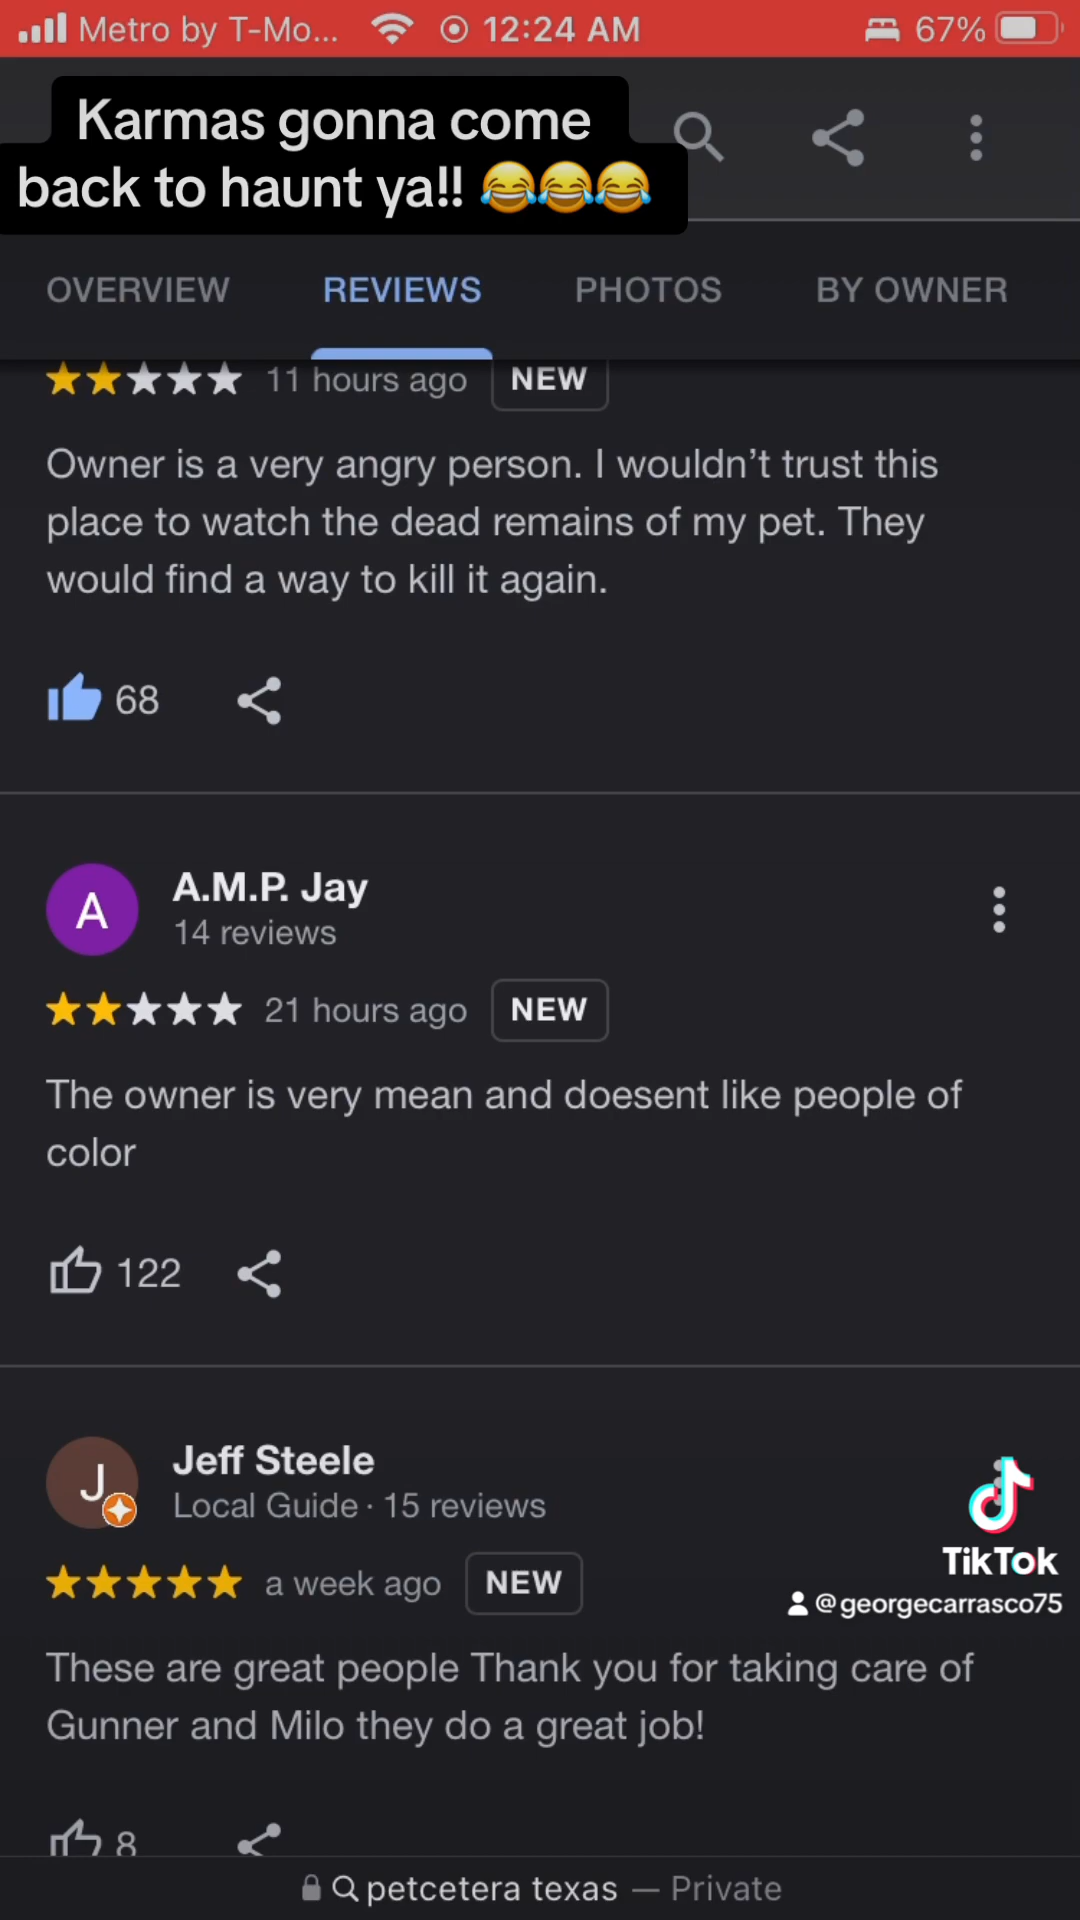 Metro by T-Mo... 12:24 AM 67%
Karmas gonna come
back to haunt ya!! 😂😂😂
OVERVIEW REVIEWS PHOTOS BY OWNER
11 hours ago NEW
Owner is a very angry person. I wouldn’t trust this
place to watch the dead remains of my pet. They
would find a way to kill it again.
68
A
A.M.P. Jay
14 reviews
21 hours ago NEW
The owner is very mean and doesent like people of
color
122
J
Jeff Steele
Local Guide · 15 reviews
a week ago NEW
TikTok
@georgecarrasco75
These are great people Thank you for taking care of
Gunner and Milo they do a great job!
8
petcetera texas — Private